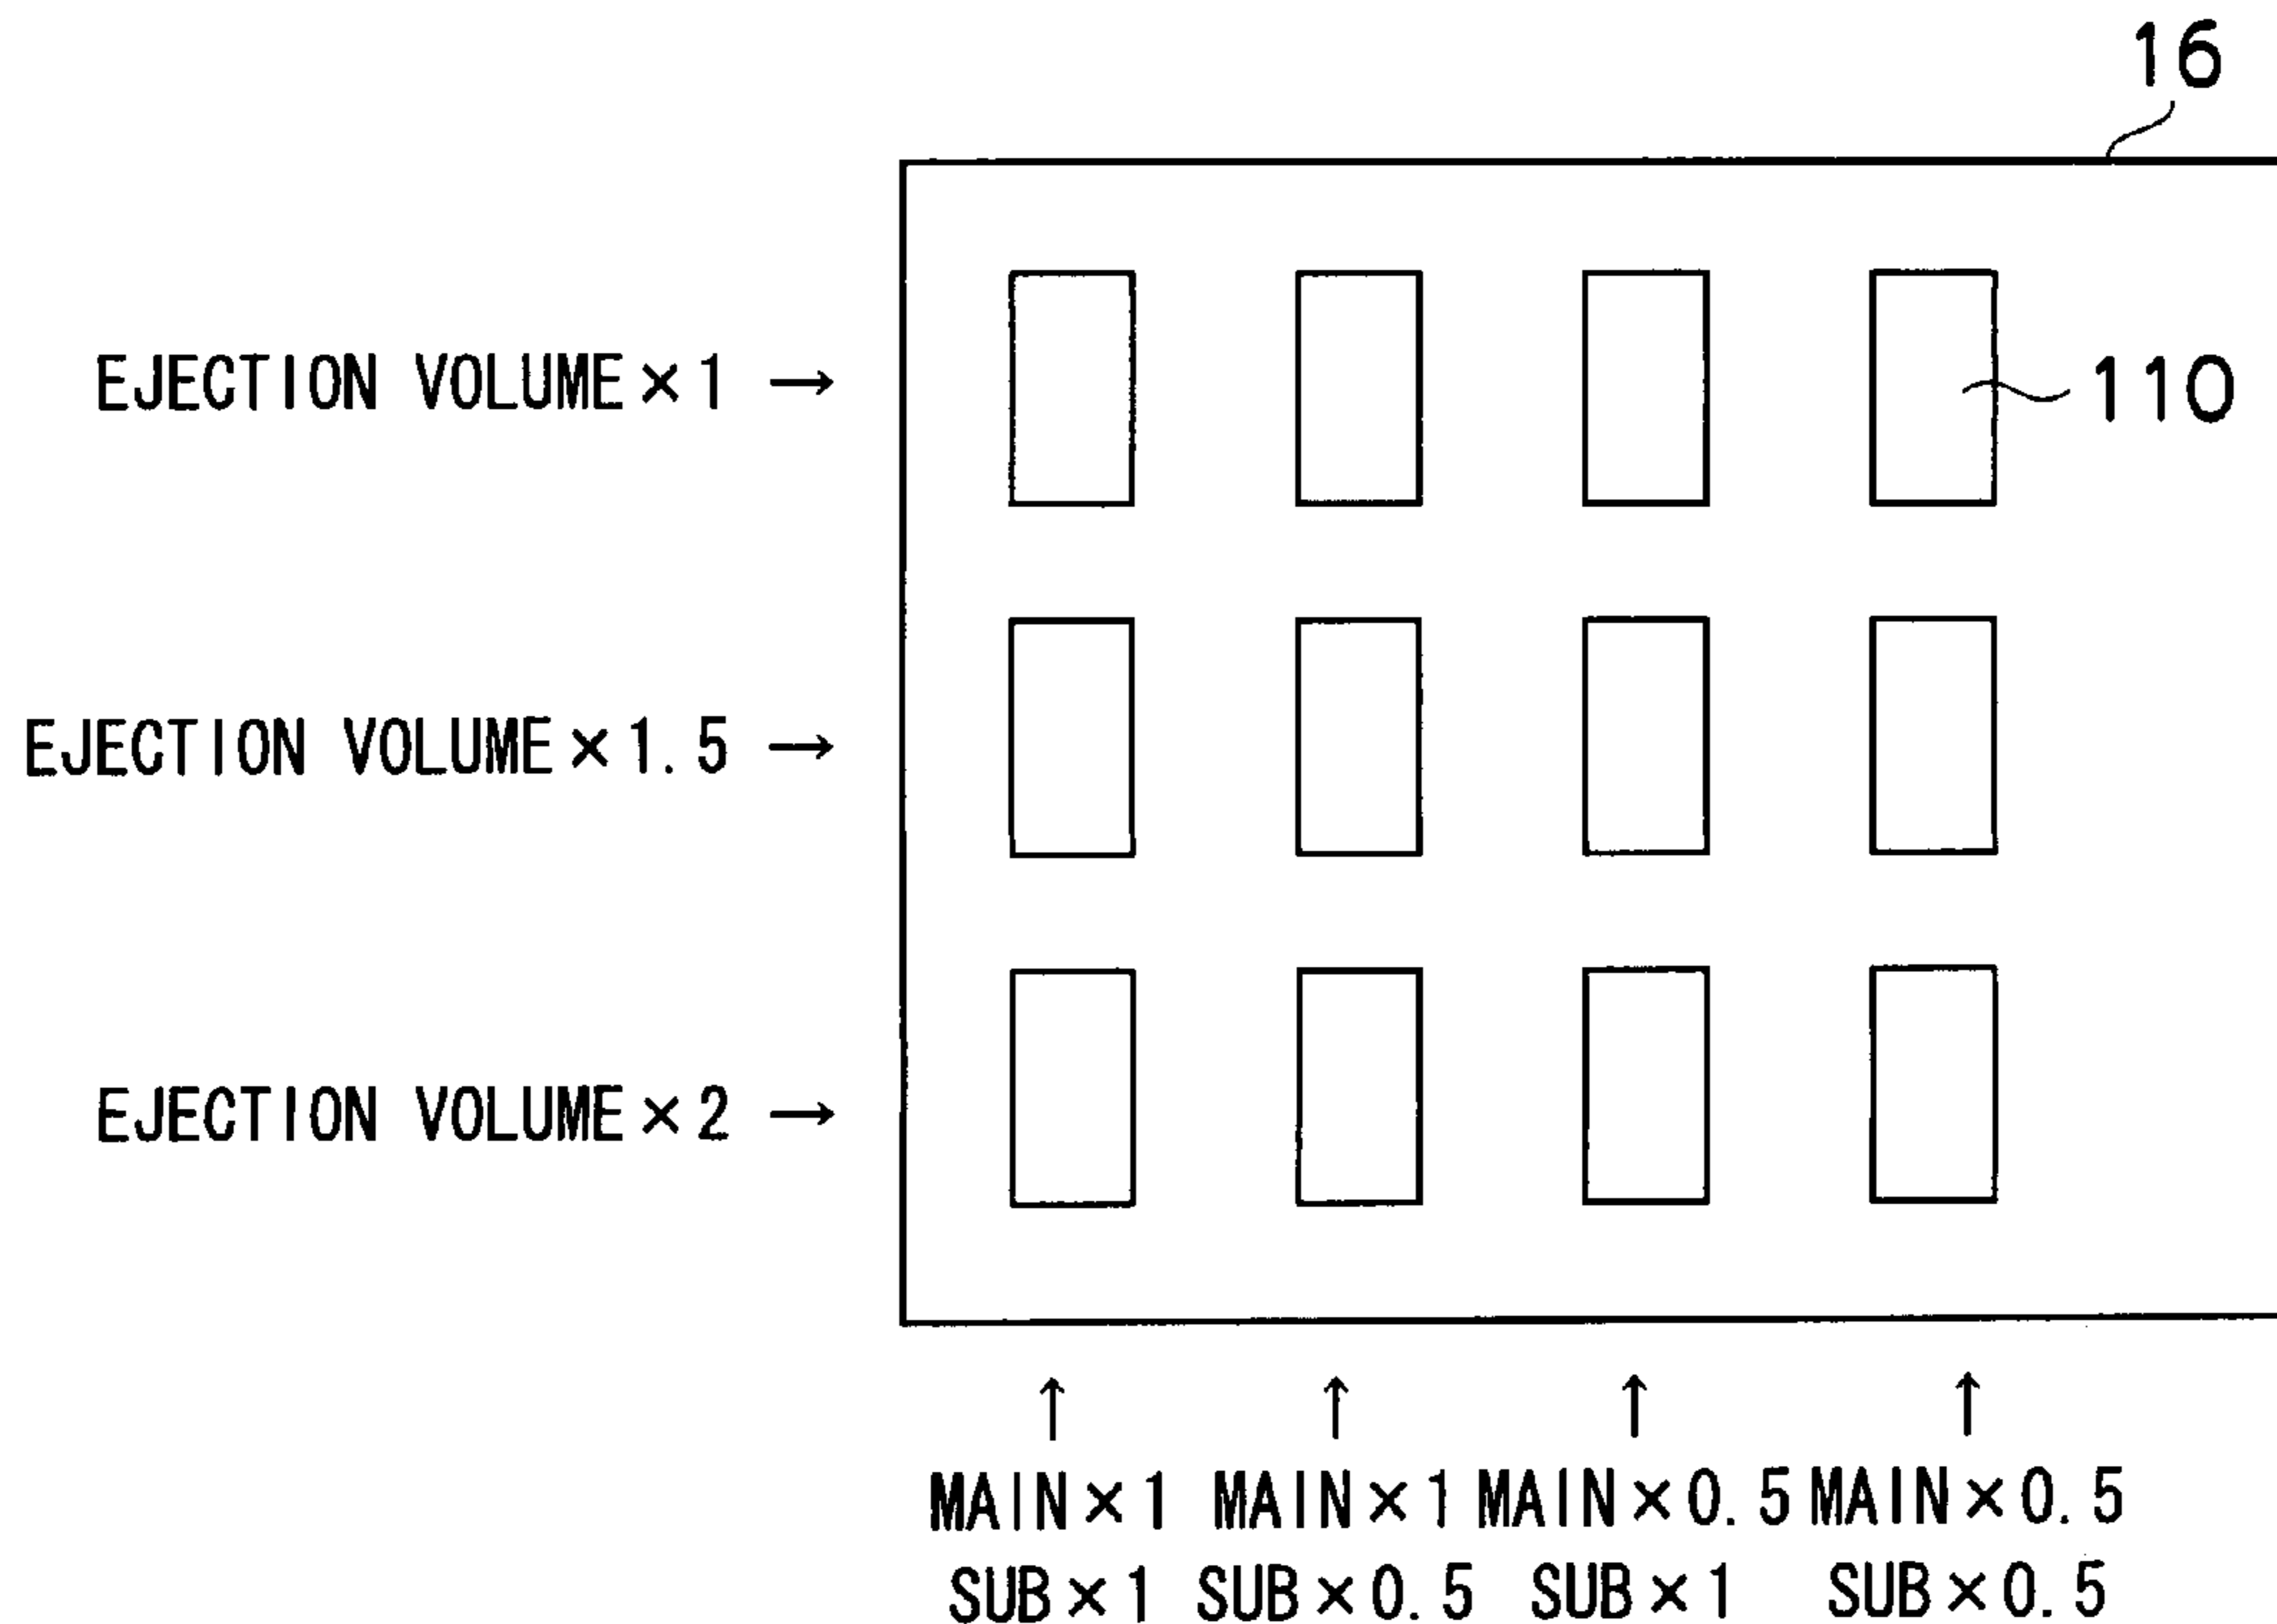 16
EJECTION VOLUME×1 →
110
EJECTION VOLUME×1.5 →
EJECTION VOLUME×2 →
↑ ↑ ↑ ↑
MAIN×1 MAIN×1 MAIN×0.5 MAIN×0.5
SUB×1 SUB×0.5 SUB×1 SUB×0.5